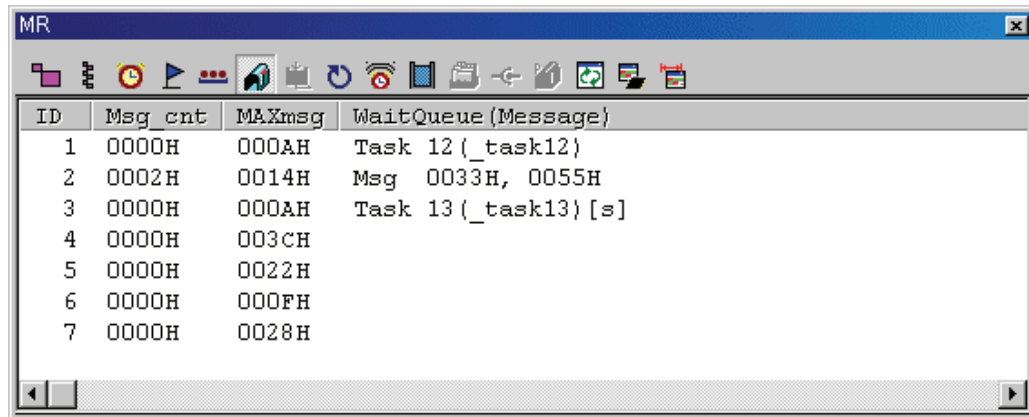 MR
ID Msg_cnt MAXmsg WaitQueue(Message)
1 0000H 000AH Task 12(_task12)
2 0002H 0014H Msg 0033H, 0055H
3 0000H 000AH Task 13(_task13)[s]
4 0000H 003CH
5 0000H 0022H
6 0000H 000FH
7 0000H 0028H